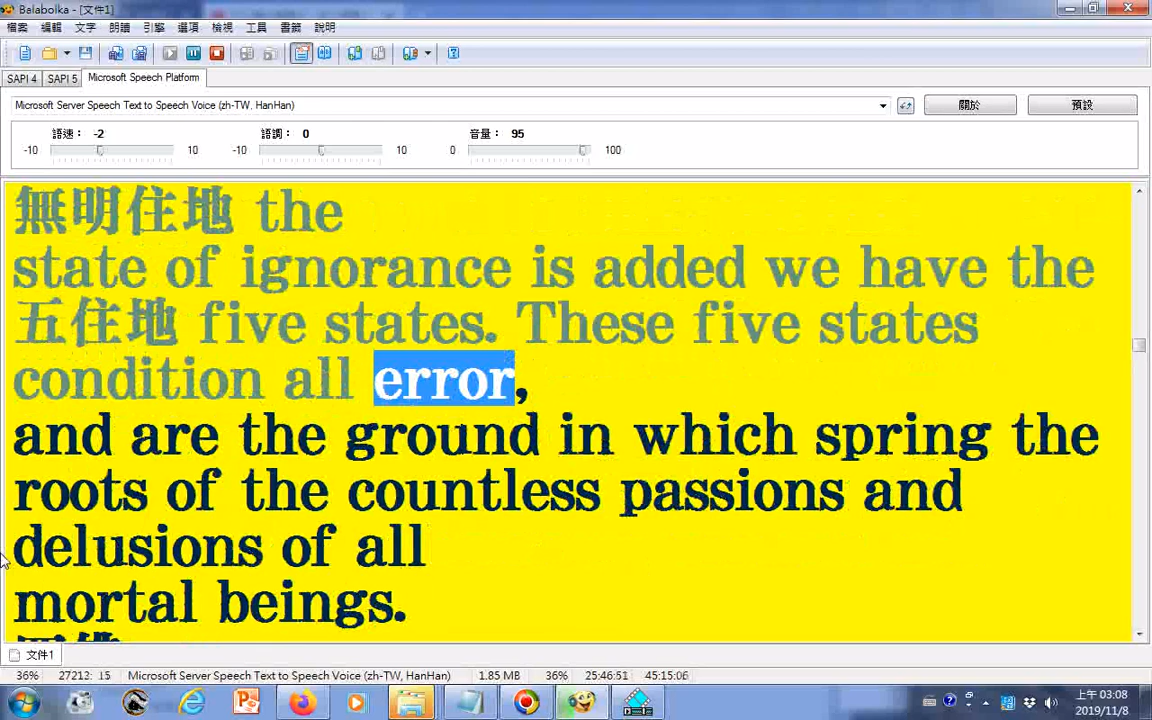 Balabolka - [文件1]
檔案 編輯 文字 朗讀 引擎 選項 檢視 工具 書籤 說明
SAPI 4 SAPI 5 Microsoft Speech Platform
Microsoft Server Speech Text to Speech Voice (zh-TW, HanHan) 關於 預設
語速： -2 語調： 0 音量： 95
-10 10 -10 10 0 100
無明住地 the
state of ignorance is added we have the
五住地 five states. These five states
condition all error,
and are the ground in which spring the
roots of the countless passions and
delusions of all
mortal beings.
文件1
36% 27212: 15 Microsoft Server Speech Text to Speech Voice (zh-TW, HanHan) 1.85 MB 36% 25:46:51 45:15:06
上午 03:08
2019/11/8